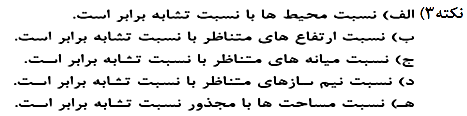 نکته۳) الف) نسبت محیط ها با نسبت تشابه برابر است.
ب) نسبت ارتفاع های متناظر با نسبت تشابه برابر است.
ج) نسبت میانه های متناظر با نسبت تشابه برابر است.
د) نسبت نیم سازهای متناظر با نسبت تشابه برابر است.
هـ) نسبت مساحت ها با مجذور نسبت تشابه برابر است.